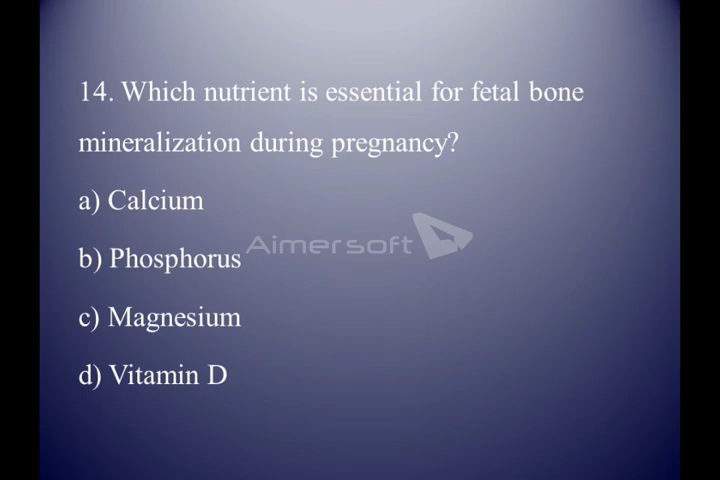 14. Which nutrient is essential for fetal bone
mineralization during pregnancy?
a) Calcium
Aimersoft
b) Phosphorus
c) Magnesium
d) Vitamin D